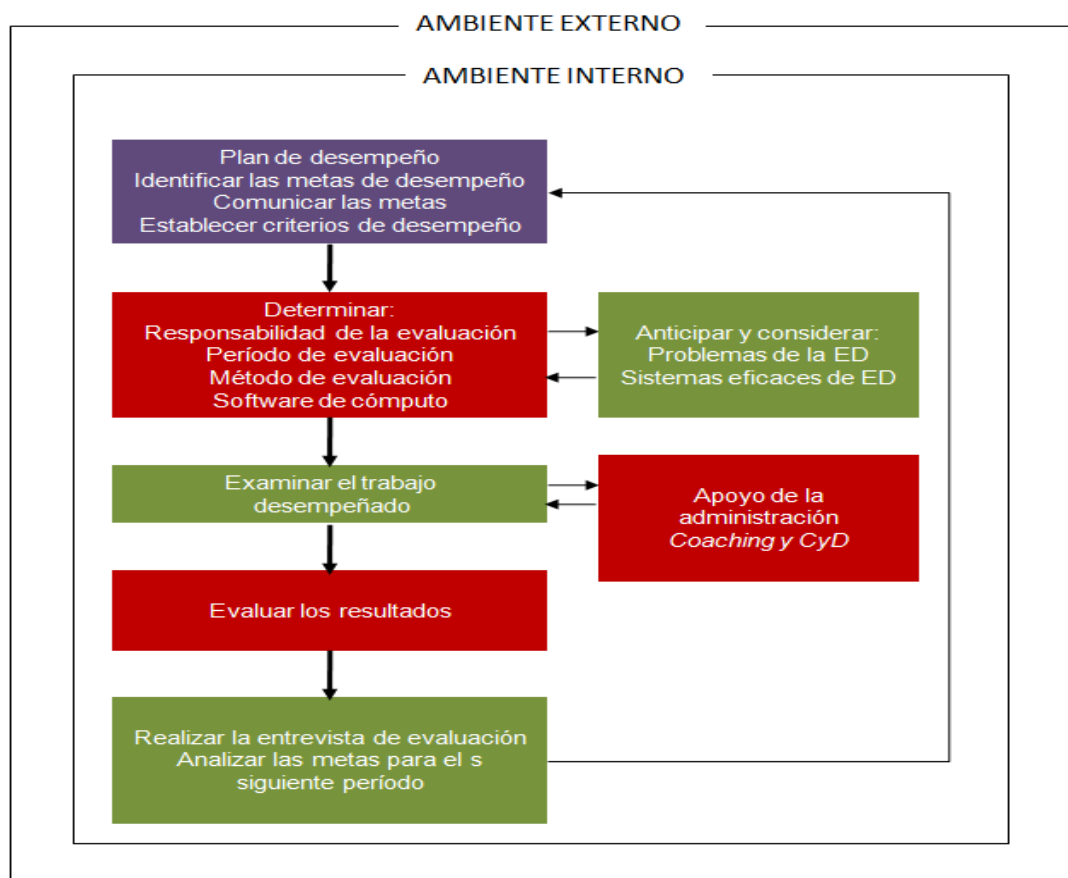 AMBIENTE EXTERNO
AMBIENTE INTERNO
Plan de desempeño
Identificar las metas de desempeño
Comunicar las metas
Establecer criterios de desempeño
Determinar:
Responsabilidad de la evaluación
Período de evaluación
Método de evaluación
Software de cómputo
Anticipar y considerar:
Problemas de la ED
Sistemas eficaces de ED
Examinar el trabajo
desempeñado
Apoyo de la
administración
Coaching y CyD
Evaluar los resultados
Realizar la entrevista de evaluación
Analizar las metas para el s
siguiente período